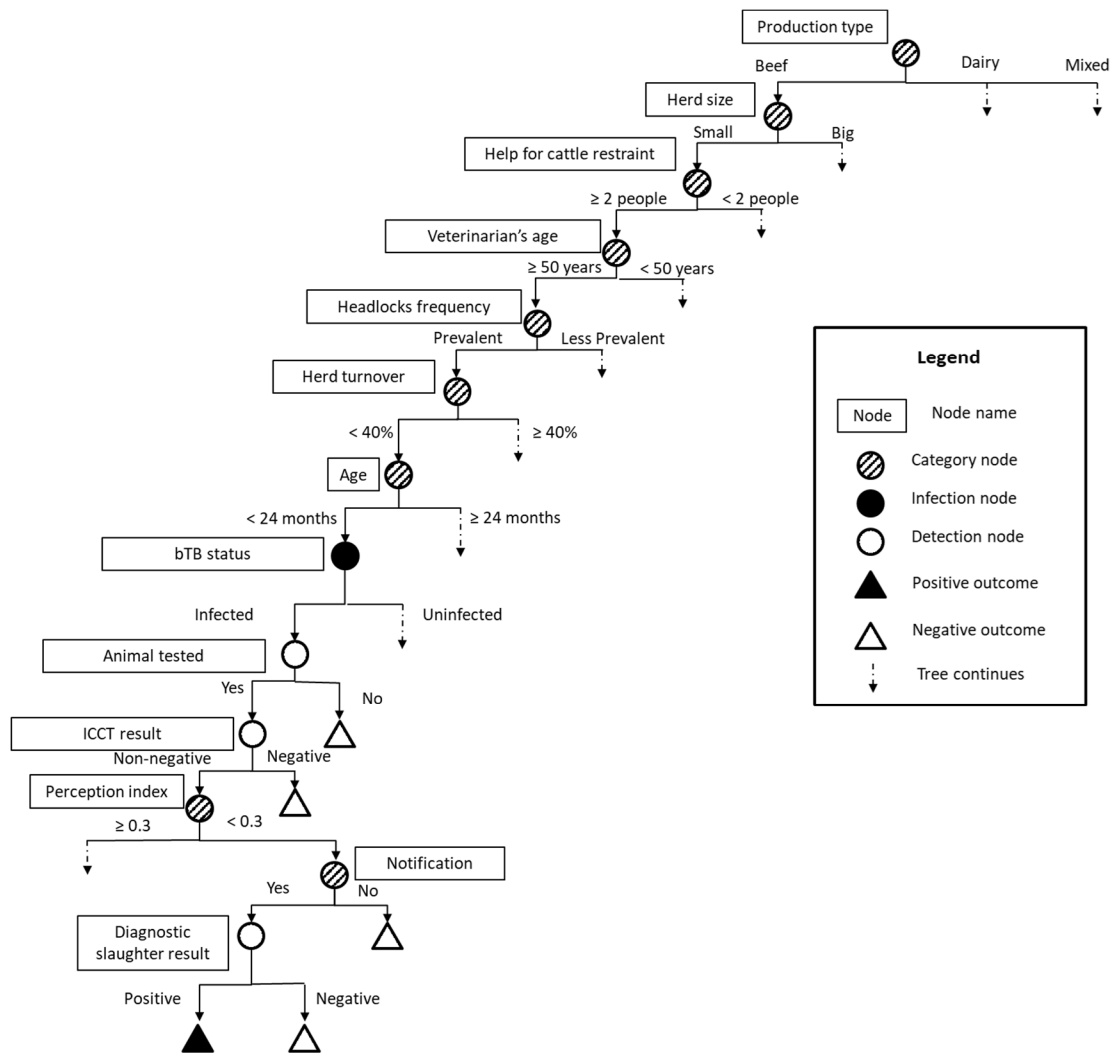 Production type
Beef
Dairy
Mixed
Herd size
Small
Big
Help for cattle restraint
≥ 2 people
< 2 people
Veterinarian's age
≥ 50 years
< 50 years
Headlocks frequency
Prevalent
Less Prevalent
Herd turnover
< 40%
≥ 40%
Age
< 24 months
≥ 24 months
bTB status
Infected
Uninfected
Animal tested
Yes
No
ICCT result
Non-negative
Negative
Perception index
≥ 0.3
< 0.3
Notification
Yes
No
Diagnostic
slaughter result
Positive
Negative
Legend
Node
Node name
Category node
Infection node
Detection node
Positive outcome
Negative outcome
Tree continues